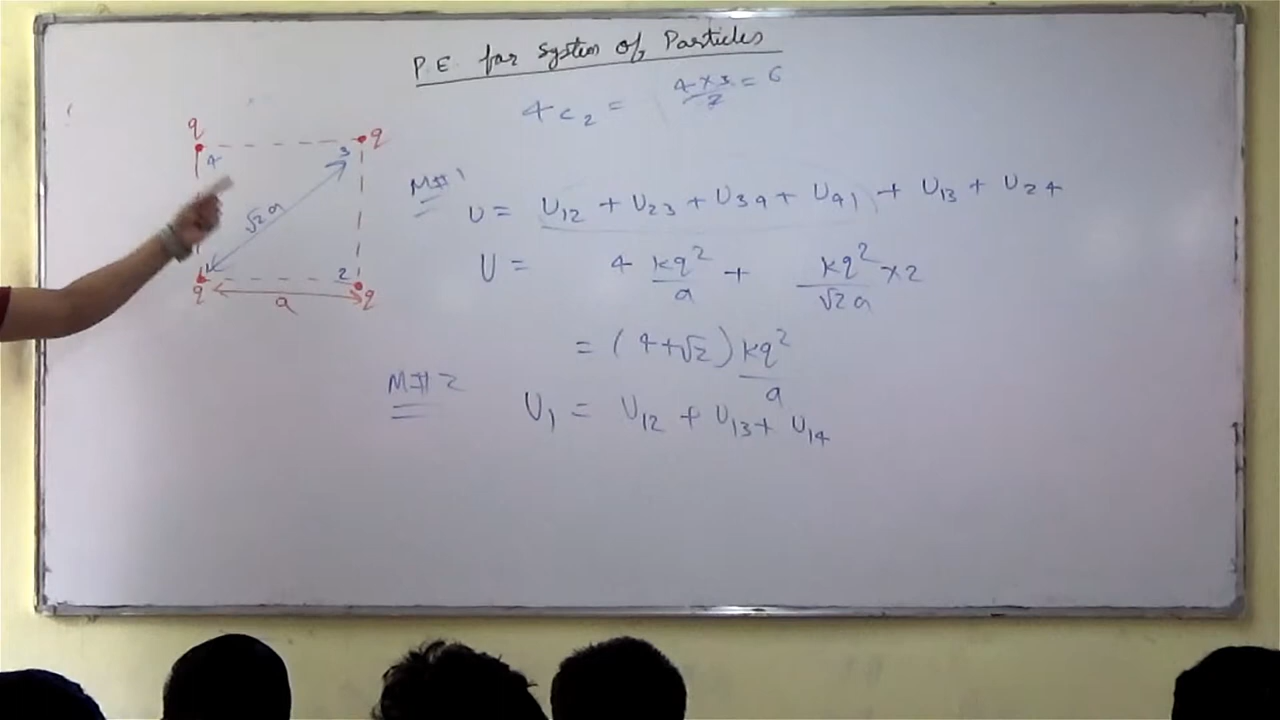 P.E. for System of Particles
4C₂ = 4×3/2 = 6
q
q
4
3
√2a
1
2
q
q
a
M#1
U = U₁₂ + U₂₃ + U₃₄ + U₄₁ + U₁₃ + U₂₄
U = 4 kq²/a + kq²/√2a ×2
= (4+√2) kq²/a
M#2
U₁ = U₁₂ + U₁₃ + U₁₄